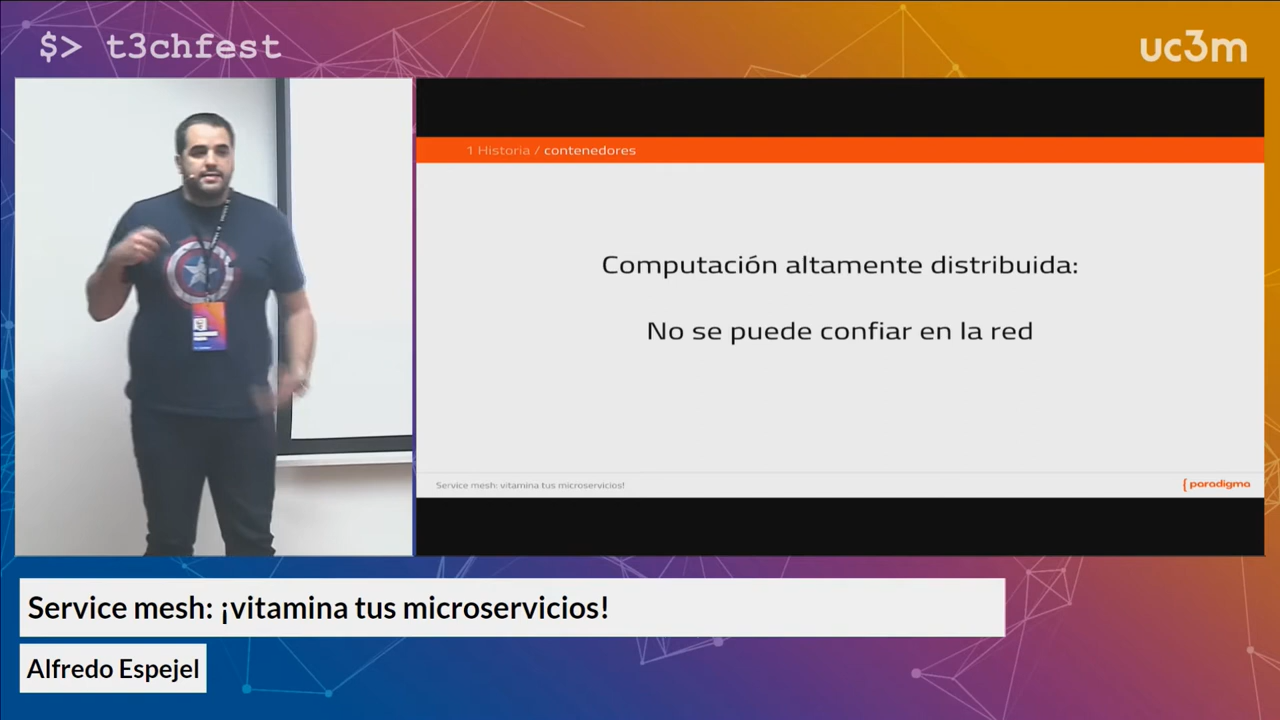 $> t3chfest
uc3m
1 Historia / contenedores
Computación altamente distribuida:
No se puede confiar en la red
Service mesh: vitamina tus microservicios!
{ paradigma
Service mesh: ¡vitamina tus microservicios!
Alfredo Espejel